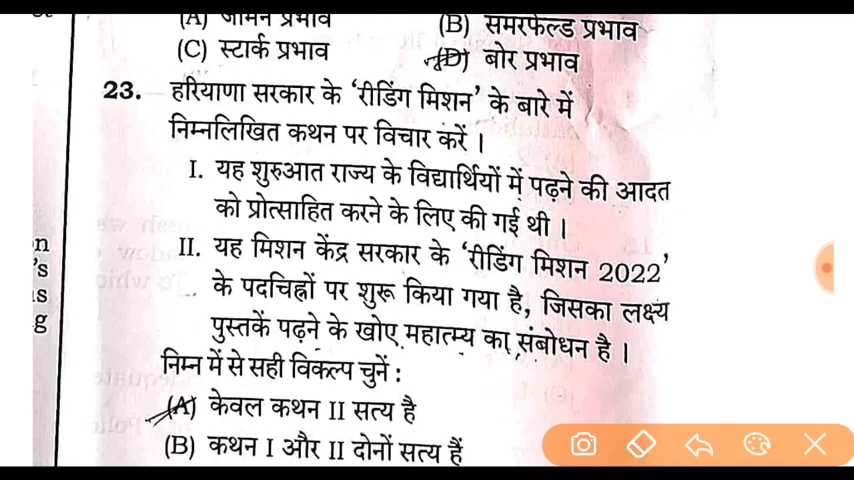 (A) जामन प्रभाव
(B) समरफेल्ड प्रभाव
(C) स्टार्क प्रभाव
(D) बोर प्रभाव
23. हरियाणा सरकार के 'रीडिंग मिशन' के बारे में
निम्नलिखित कथन पर विचार करें ।
I. यह शुरुआत राज्य के विद्यार्थियों में पढ़ने की आदत
को प्रोत्साहित करने के लिए की गई थी ।
II. यह मिशन केंद्र सरकार के 'रीडिंग मिशन 2022'
के पदचिह्नों पर शुरू किया गया है, जिसका लक्ष्य
पुस्तकें पढ़ने के खोए महात्म्य का संबोधन है ।
निम्न में से सही विकल्प चुनें :
(A) केवल कथन II सत्य है
(B) कथन I और II दोनों सत्य हैं
n
's
s
g